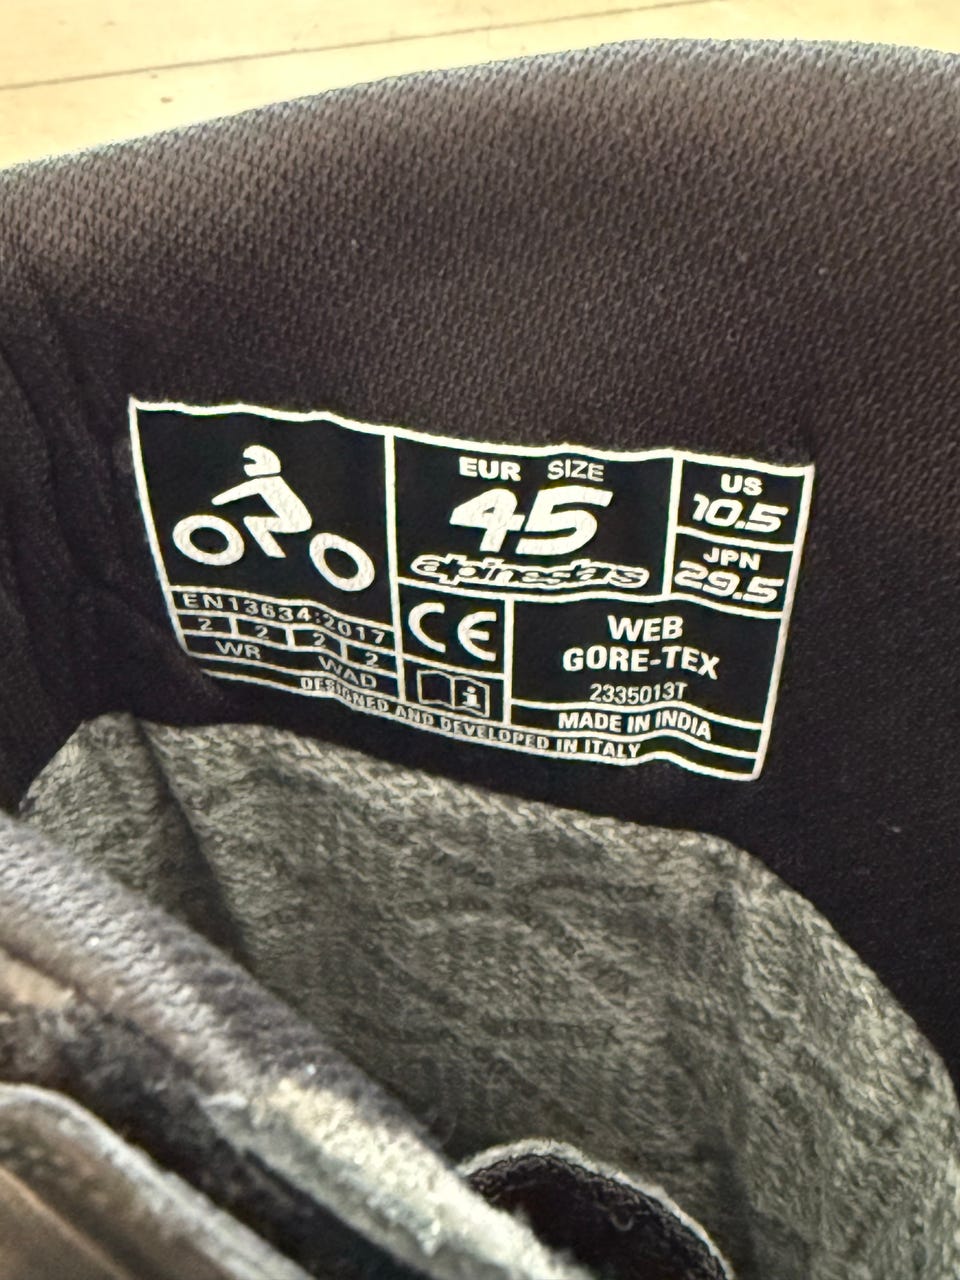 EUR SIZE
45
alpinestars
US
10.5
JPN
29.5
EN13634:2017
2 2 2 2
WR WAD
CE
i
WEB
GORE-TEX
2335013T
MADE IN INDIA
DESIGNED AND DEVELOPED IN ITALY